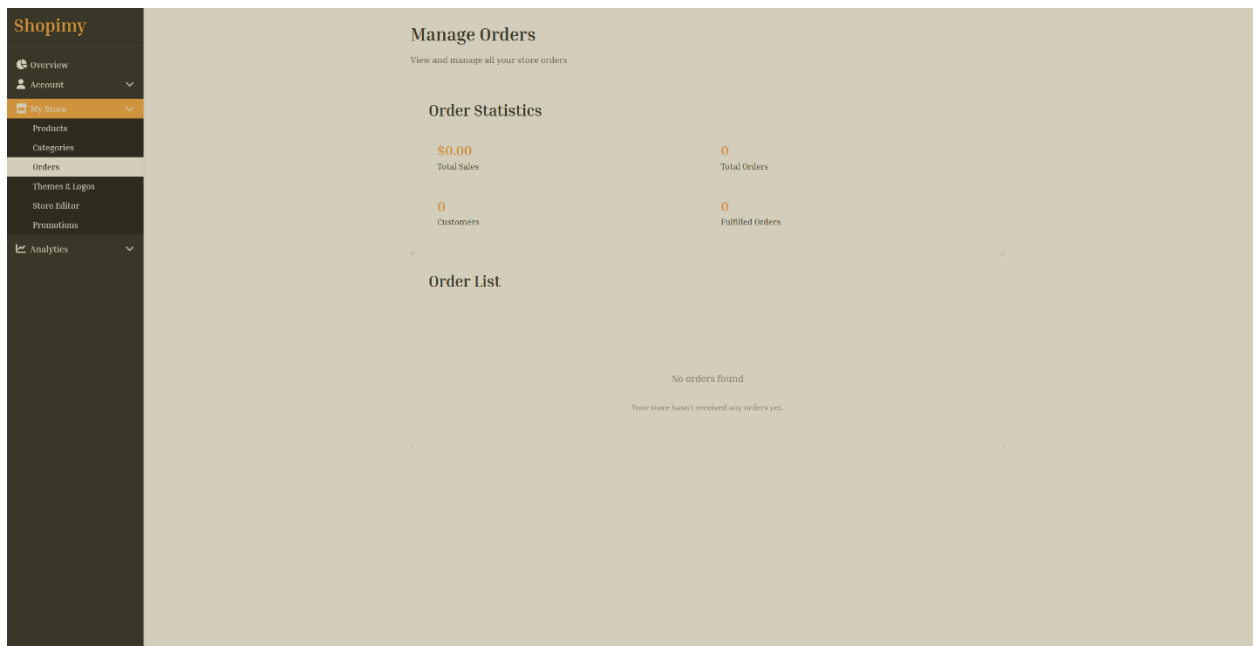 Shopimy
Overview
Account
My Store
Products
Categories
Orders
Themes & Logos
Store Editor
Promotions
Analytics
Manage Orders
View and manage all your store orders
Order Statistics
$0.00
Total Sales
0
Total Orders
0
Customers
0
Fulfilled Orders
Order List
No orders found
Your store hasn't received any orders yet.